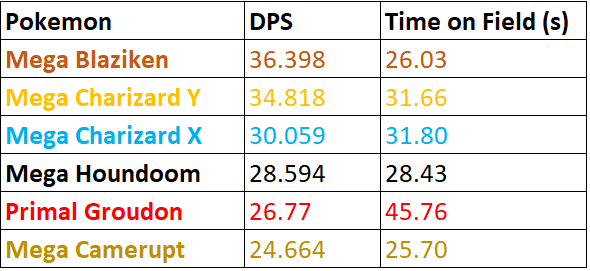 Pokemon DPS Time on Field (s)
Mega Blaziken 36.398 26.03
Mega Charizard Y 34.818 31.66
Mega Charizard X 30.059 31.80
Mega Houndoom 28.594 28.43
Primal Groudon 26.77 45.76
Mega Camerupt 24.664 25.70